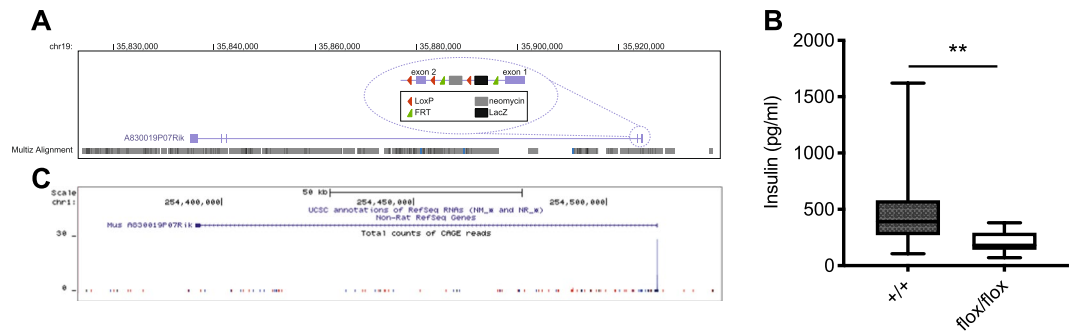 A
chr19: 35,830,000 35,840,000 35,860,000 35,880,000 35,900,000 35,920,000
exon 2 exon 1
LoxP neomycin
FRT LacZ
A830019P07Rik
Multiz Alignment
C
Scale 50 kb
chr1: 254,400,000 254,450,000 254,500,000
UCSC annotations of RefSeq RNAs (NM_* and NR_*)
Non-Rat RefSeq Genes
Mus A830019P07Rik
Total counts of CAGE reads
30
0
B
**
Insulin (pg/ml)
2000
1500
1000
500
0
+/+
flox/flox